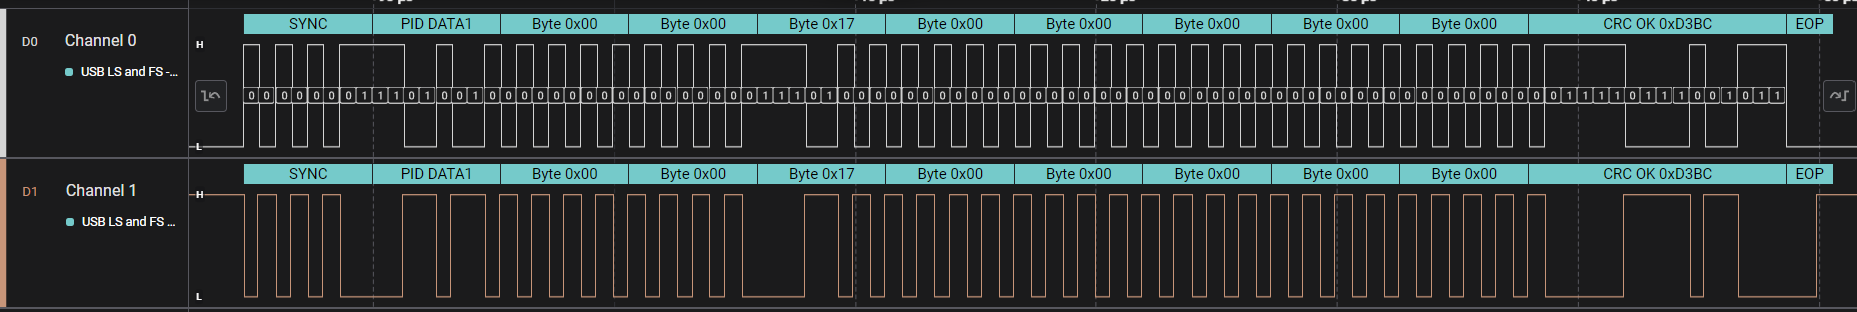 SYNC PID DATA1 Byte 0x00 Byte 0x00 Byte 0x17 Byte 0x00 Byte 0x00 Byte 0x00 Byte 0x00 Byte 0x00 CRC OK 0xD3BC EOP
D0 Channel 0 H
USB LS and FS -...
0 0 0 0 0 0 0 1 1 1 0 1 0 0 1 0 0 0 0 0 0 0 0 0 0 0 0 0 0 0 0 0 1 1 1 0 1 0 0 0 0 0 0 0 0 0 0 0 0 0 0 0 0 0 0 0 0 0 0 0 0 0 0 0 0 0 0 0 0 0 0 0 0 0 0 0 0 0 0 0 0 0 1 1 1 1 0 1 1 1 0 0 1 0 1 1
L
SYNC PID DATA1 Byte 0x00 Byte 0x00 Byte 0x17 Byte 0x00 Byte 0x00 Byte 0x00 Byte 0x00 Byte 0x00 CRC OK 0xD3BC EOP
D1 Channel 1 H
USB LS and FS ...
L